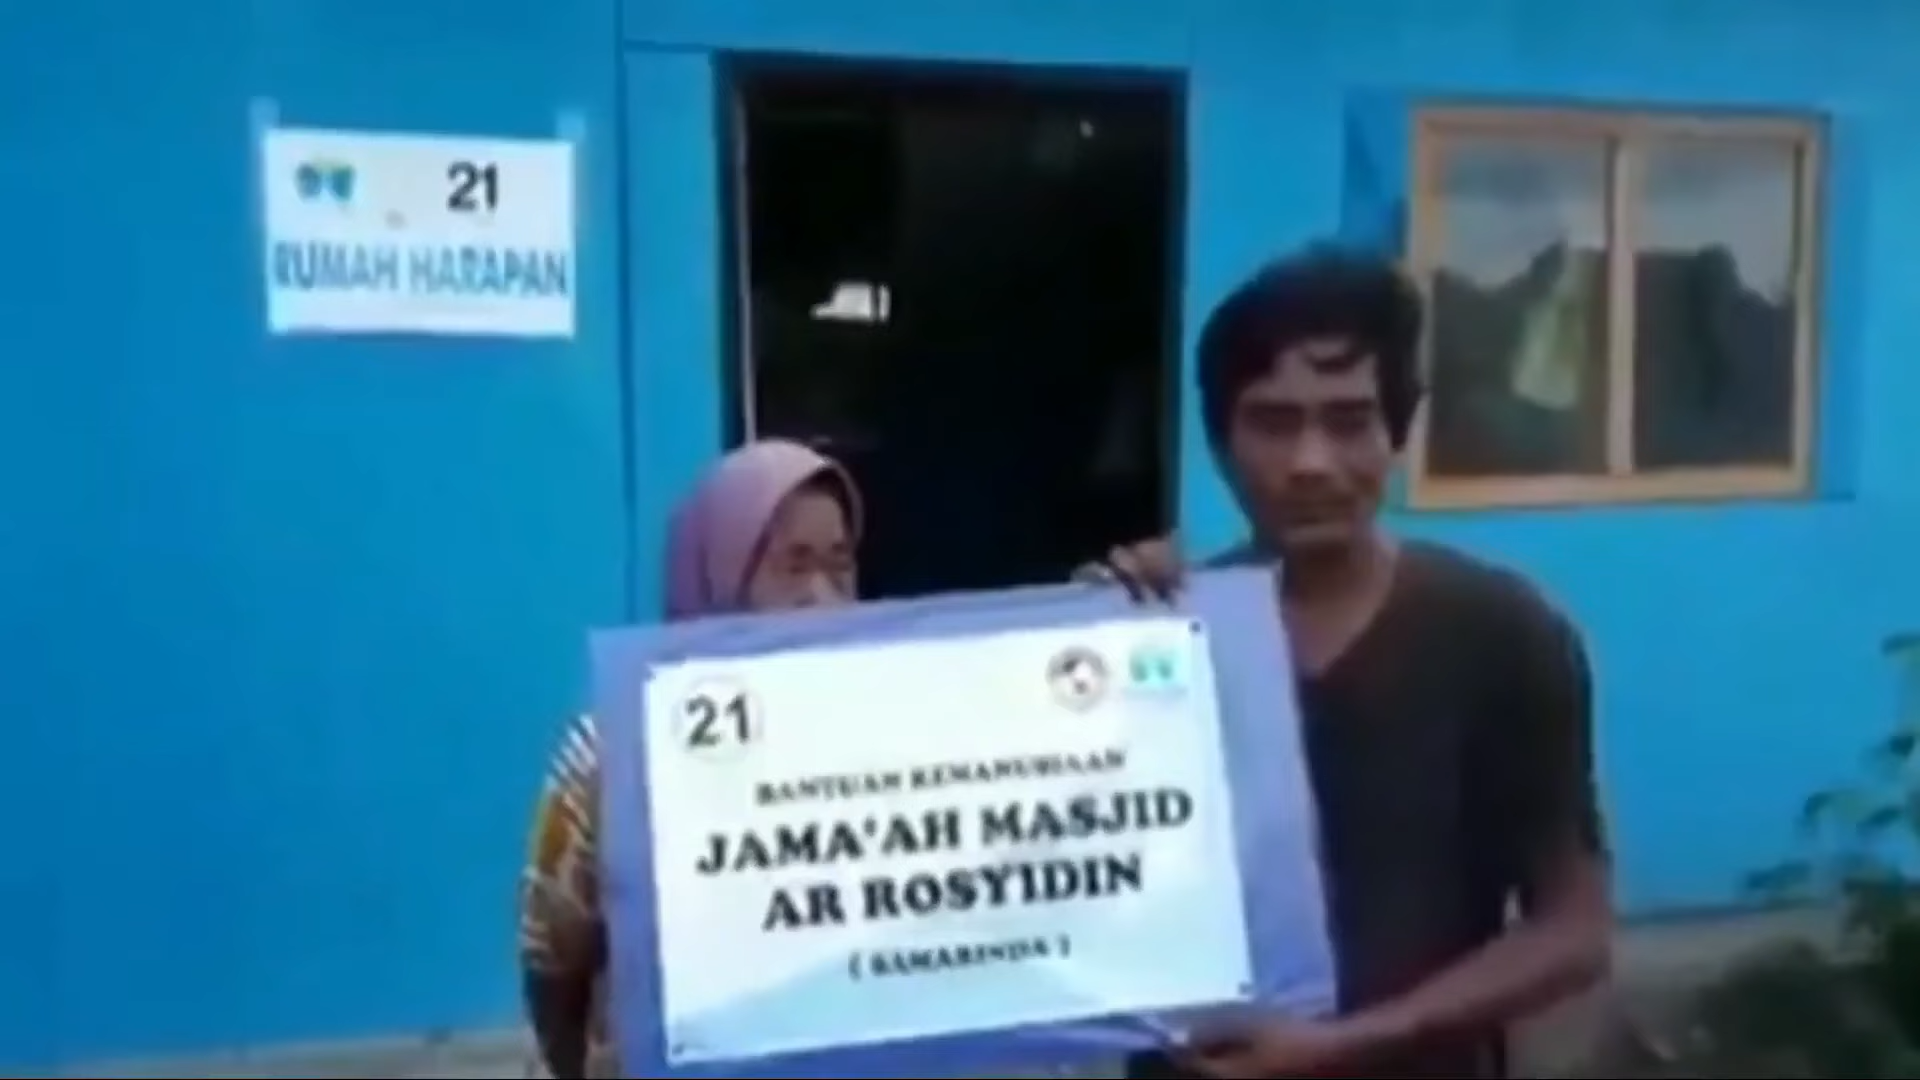 21
RUMAH HARAPAN
21
BANTUAN KEMANUSIAAN
JAMA'AH MASJID
AR ROSYIDIN
( SAMARINDA )